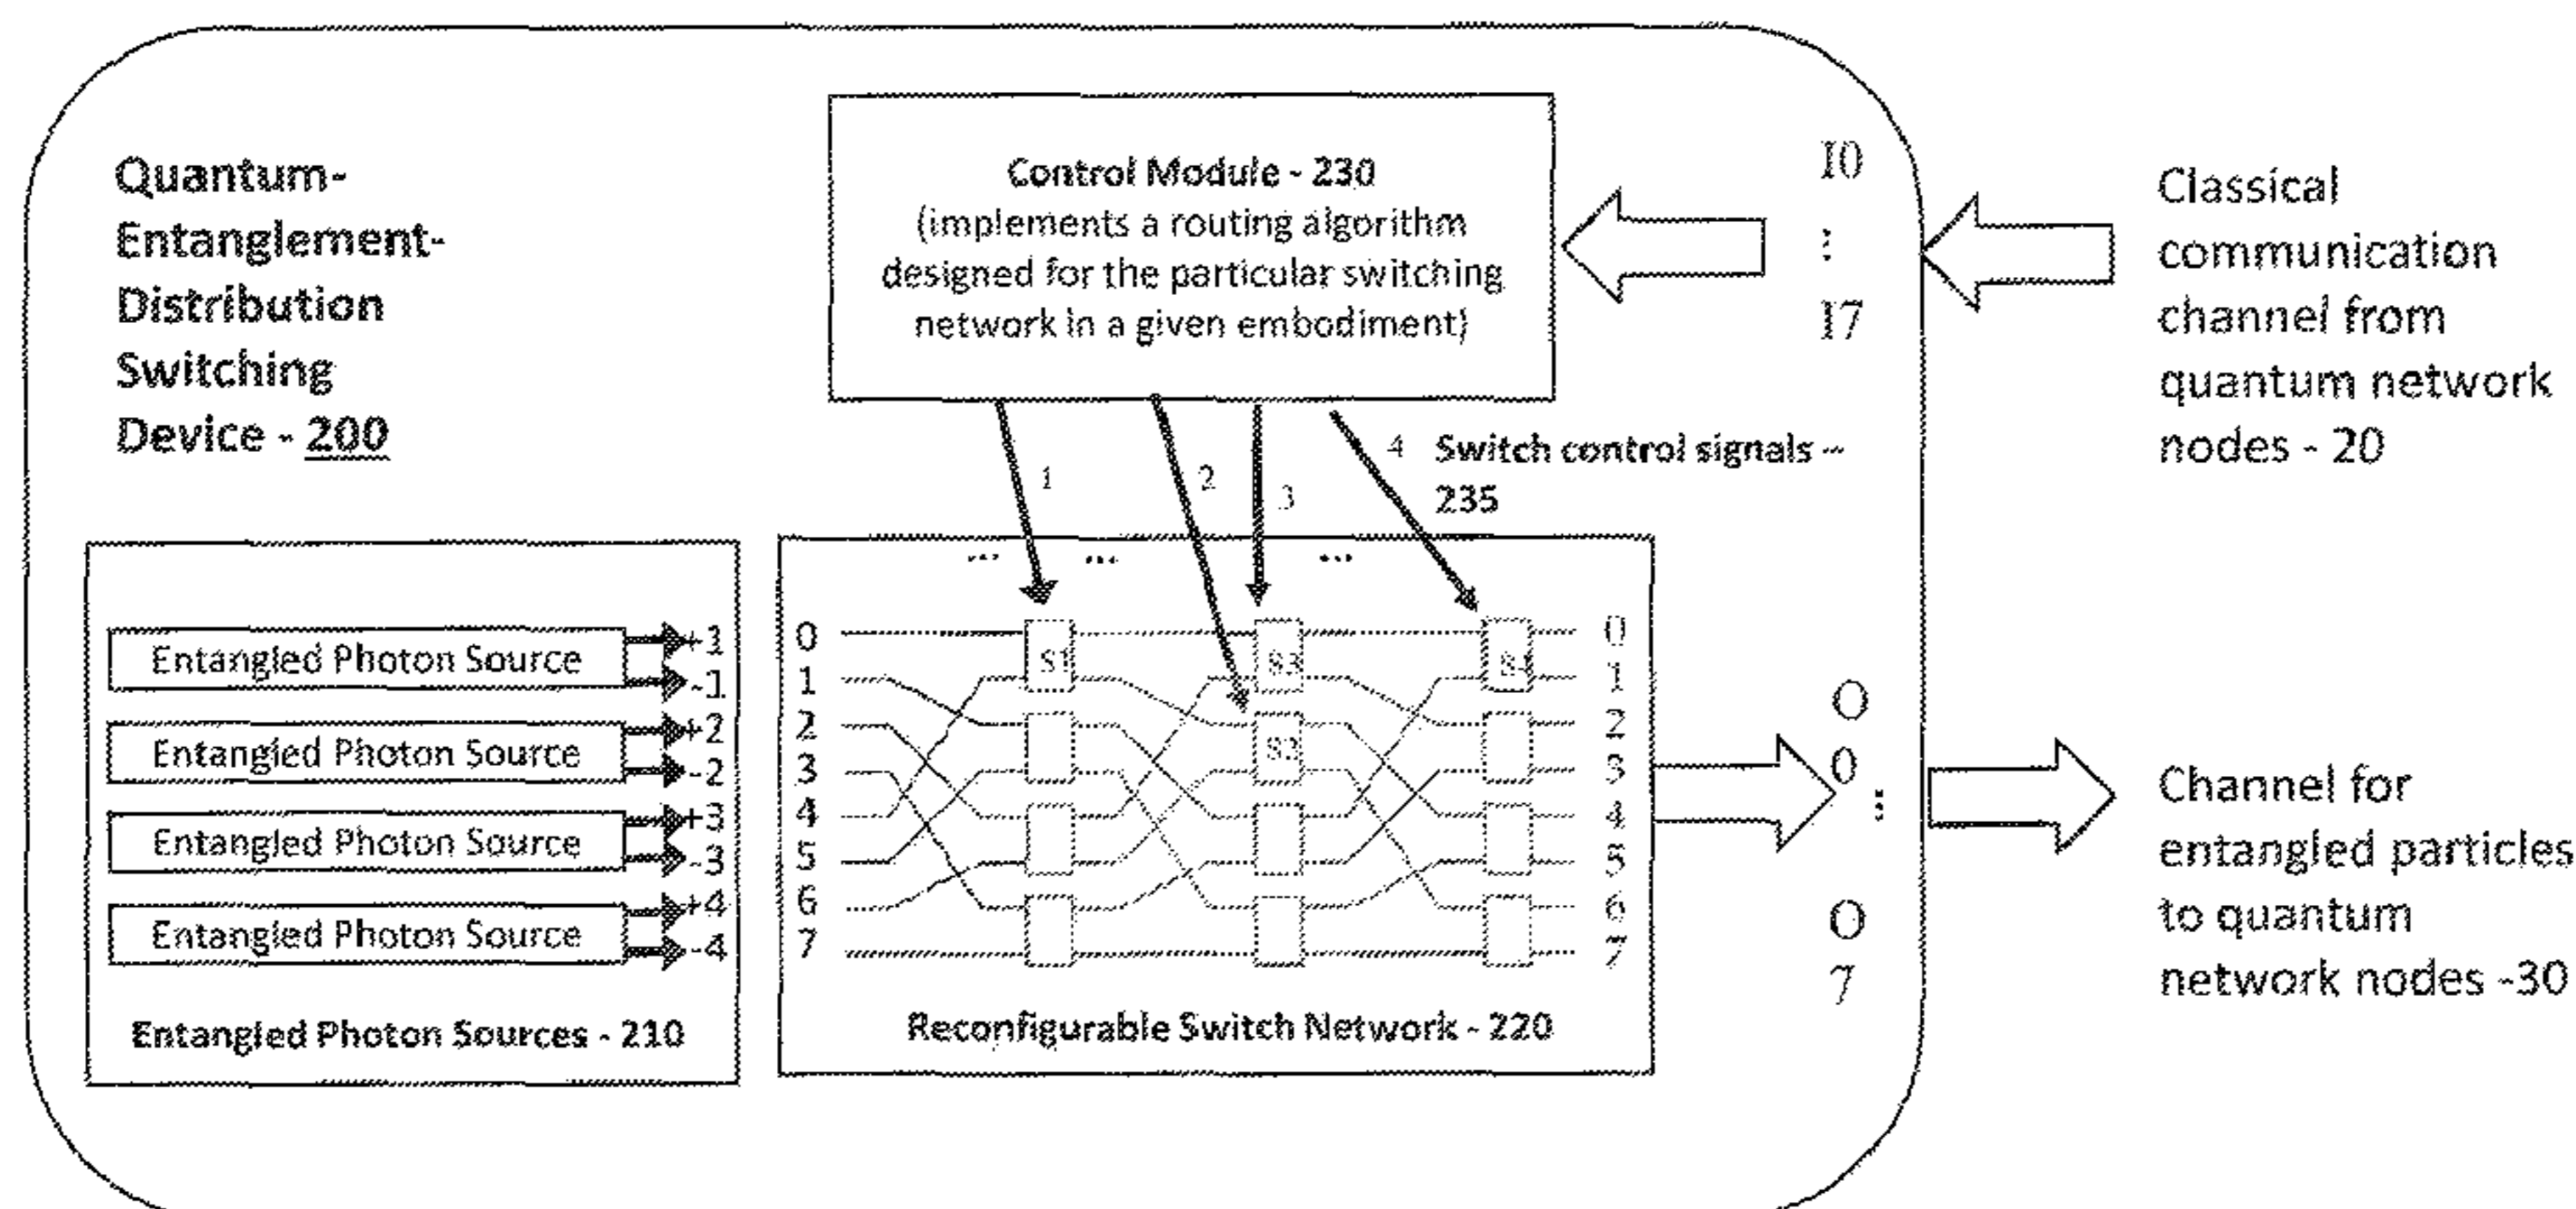 Quantum-
Entanglement-
Distribution
Switching
Device - 200
Control Module - 230
(implements a routing algorithm
designed for the particular switching
network in a given embodiment)
I0
⋮
I7
Classical
communication
channel from
quantum network
nodes - 20
1
2
3
4
Switch control signals –
235
Entangled Photon Source
+1
-1
Entangled Photon Source
+2
-2
Entangled Photon Source
+3
-3
Entangled Photon Source
+4
-4
Entangled Photon Sources - 210
... ... ...
0
1
2
3
4
5
6
7
S1
S3
S4
S2
0
1
2
3
4
5
6
7
Reconfigurable Switch Network - 220
O
0
⋮
O
7
Channel for
entangled particles
to quantum
network nodes -30